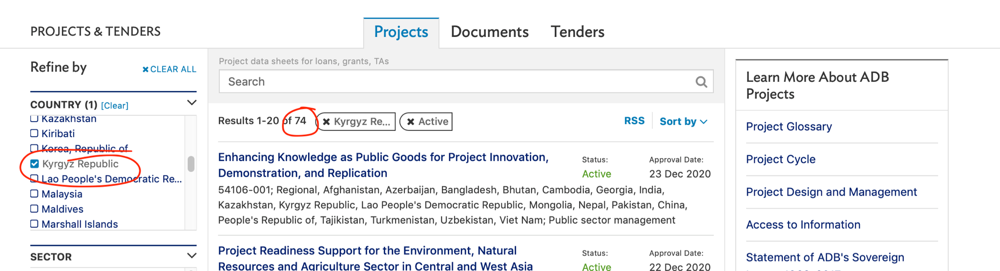 PROJECTS & TENDERS
Projects
Documents
Tenders
Refine by
CLEAR ALL
COUNTRY (1) [Clear]
Kazakhstan
Kiribati
Korea, Republic of
Kyrgyz Republic
Lao People's Democratic Re...
Malaysia
Maldives
Marshall Islands
SECTOR
Project data sheets for loans, grants, TAs
Search
Results 1-20 of 74
Kyrgyz Re...
Active
RSS
Sort by
Enhancing Knowledge as Public Goods for Project Innovation,
Demonstration, and Replication
Status:
Active
Approval Date:
23 Dec 2020
54106-001; Regional, Afghanistan, Azerbaijan, Bangladesh, Bhutan, Cambodia, Georgia, India,
Kazakhstan, Kyrgyz Republic, Lao People's Democratic Republic, Mongolia, Nepal, Pakistan, China,
People's Republic of, Tajikistan, Turkmenistan, Uzbekistan, Viet Nam; Public sector management
Project Readiness Support for the Environment, Natural
Resources and Agriculture Sector in Central and West Asia
Status:
Active
Approval Date:
22 Dec 2020
Learn More About ADB
Projects
Project Glossary
Project Cycle
Project Design and Management
Access to Information
Statement of ADB's Sovereign